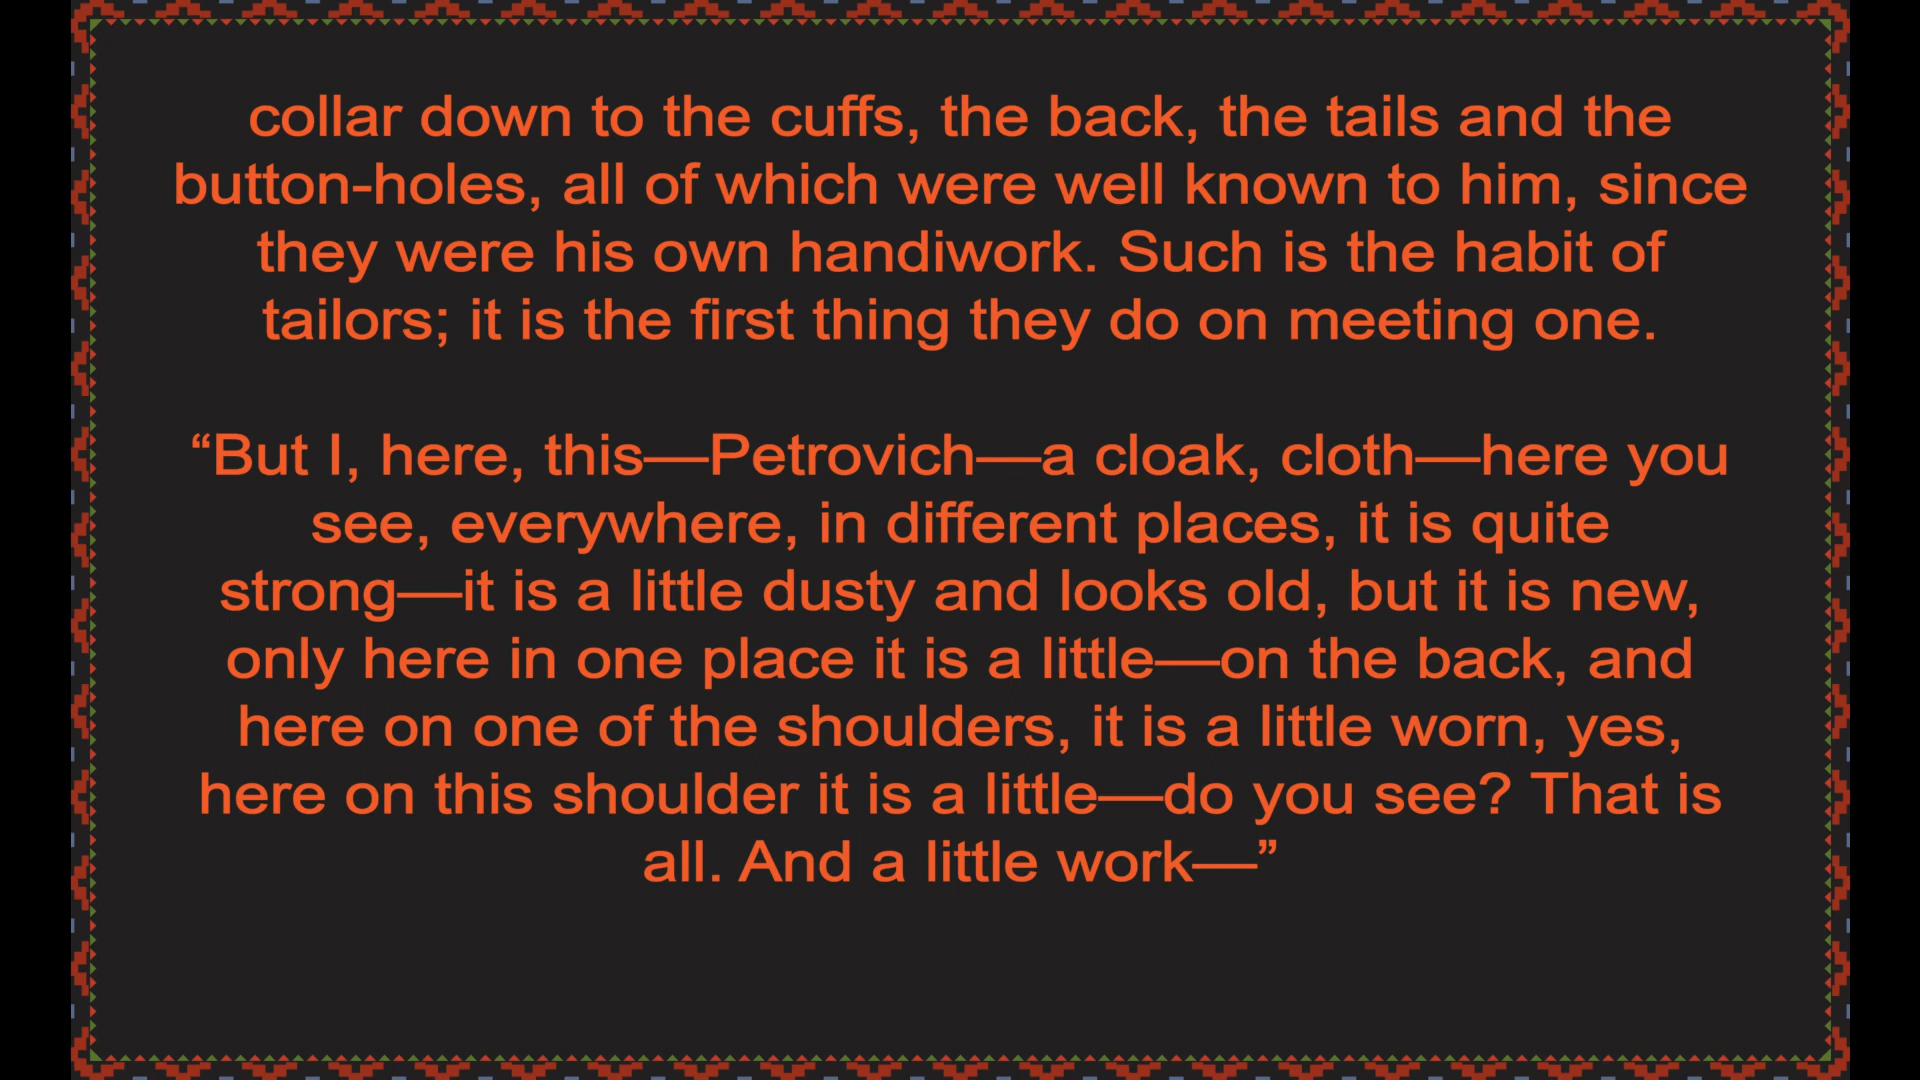 collar down to the cuffs, the back, the tails and the
button-holes, all of which were well known to him, since
they were his own handiwork. Such is the habit of
tailors; it is the first thing they do on meeting one.
“But I, here, this—Petrovich—a cloak, cloth—here you
see, everywhere, in different places, it is quite
strong—it is a little dusty and looks old, but it is new,
only here in one place it is a little—on the back, and
here on one of the shoulders, it is a little worn, yes,
here on this shoulder it is a little—do you see? That is
all. And a little work—”